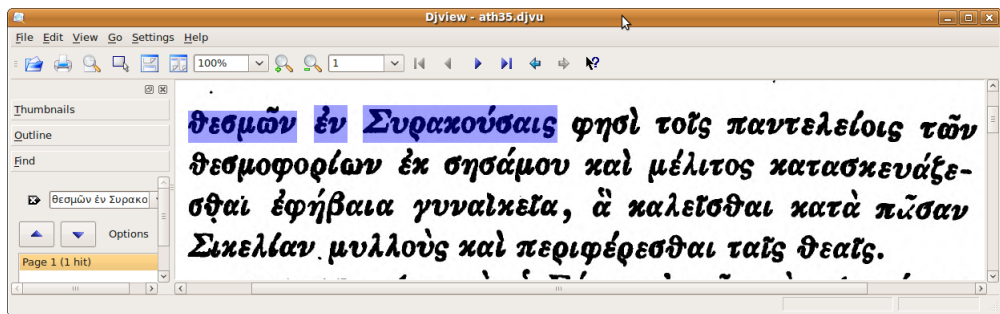 Djview - ath35.djvu
File Edit View Go Settings Help
100% 1
Thumbnails
Outline
Find
θεσμῶν ἐν Συρακο
Options
Page 1 (1 hit)
θεσμῶν ἐν Συρακούσαις φησὶ τοῖς παντελείοις τῶν
θεσμοφορίων ἐκ σησάμου καὶ μέλιτος κατασκευάζε-
σθαι ἐφήβαια γυναικεῖα, ἃ καλεῖσθαι κατὰ πᾶσαν
Σικελίαν μυλλοὺς καὶ περιφέρεσθαι ταῖς θεαῖς.